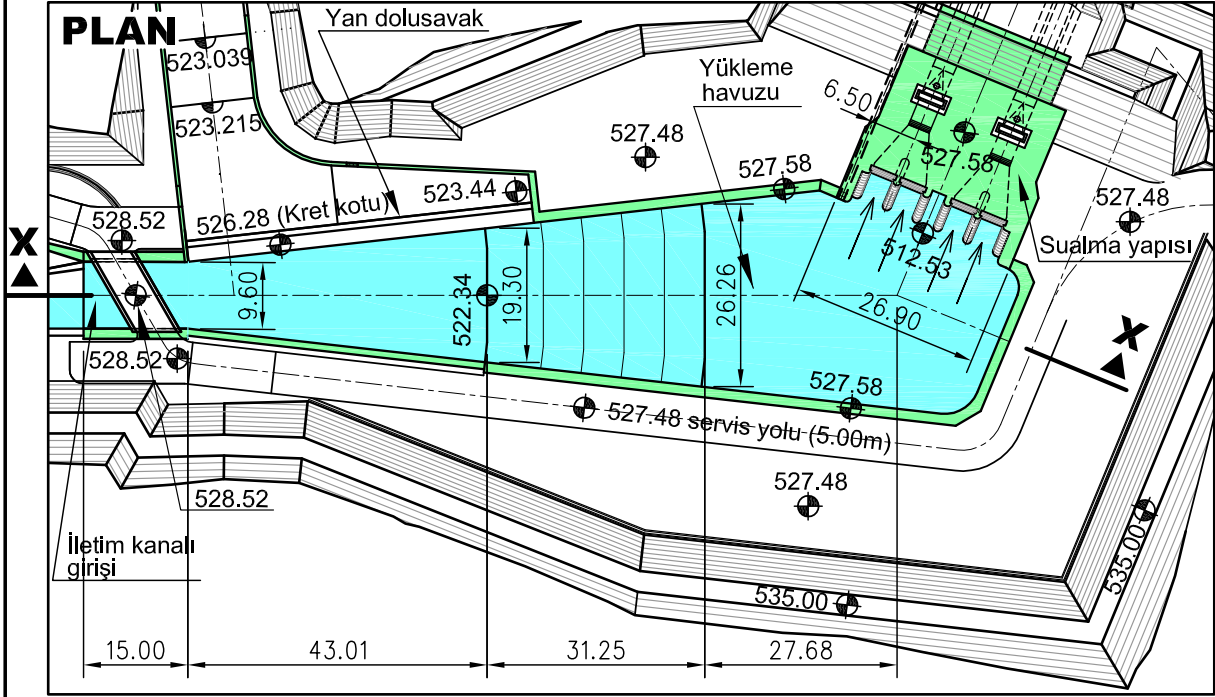 PLAN
Yan dolusavak
523.039
523.215
Yükleme
havuzu
6.50
527.48
527.58
527.58
527.48
523.44
526.28 (Kret kotu)
528.52
Sualma yapısı
X
512.53
9.60
522.34
19.30
26.26
26.90
X
528.52
527.58
527.48 servis yolu (5.00m)
528.52
527.48
İletim kanalı
girişi
535.00
535.00
15.00
43.01
31.25
27.68